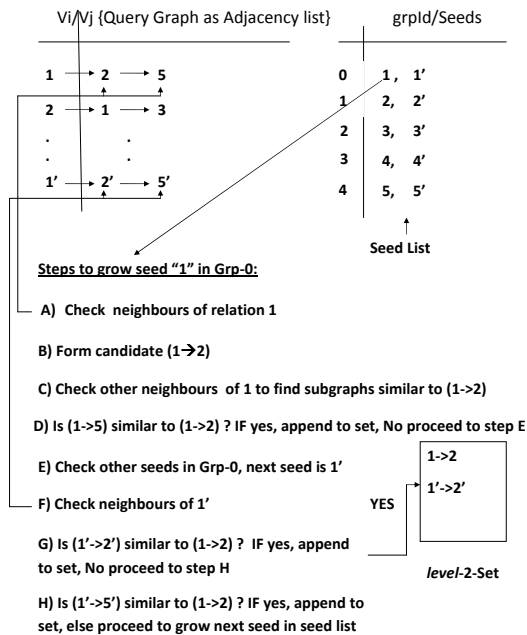 Vi/Vj {Query Graph as Adjacency list}
grpId/Seeds
1 → 2 → 5
2 → 1 → 3
. .
. .
1’ → 2’ → 5’
0 1 , 1’
1 2, 2’
2 3, 3’
3 4, 4’
4 5, 5’
Seed List
Steps to grow seed “1” in Grp-0:
A) Check neighbours of relation 1
B) Form candidate (1→2)
C) Check other neighbours of 1 to find subgraphs similar to (1->2)
D) Is (1->5) similar to (1->2) ? IF yes, append to set, No proceed to step E
E) Check other seeds in Grp-0, next seed is 1’
F) Check neighbours of 1’
G) Is (1’->2’) similar to (1->2) ? IF yes, append
to set, No proceed to step H
H) Is (1’->5’) similar to (1->2) ? IF yes, append to
set, else proceed to grow next seed in seed list
YES
1->2
1’->2’
level-2-Set